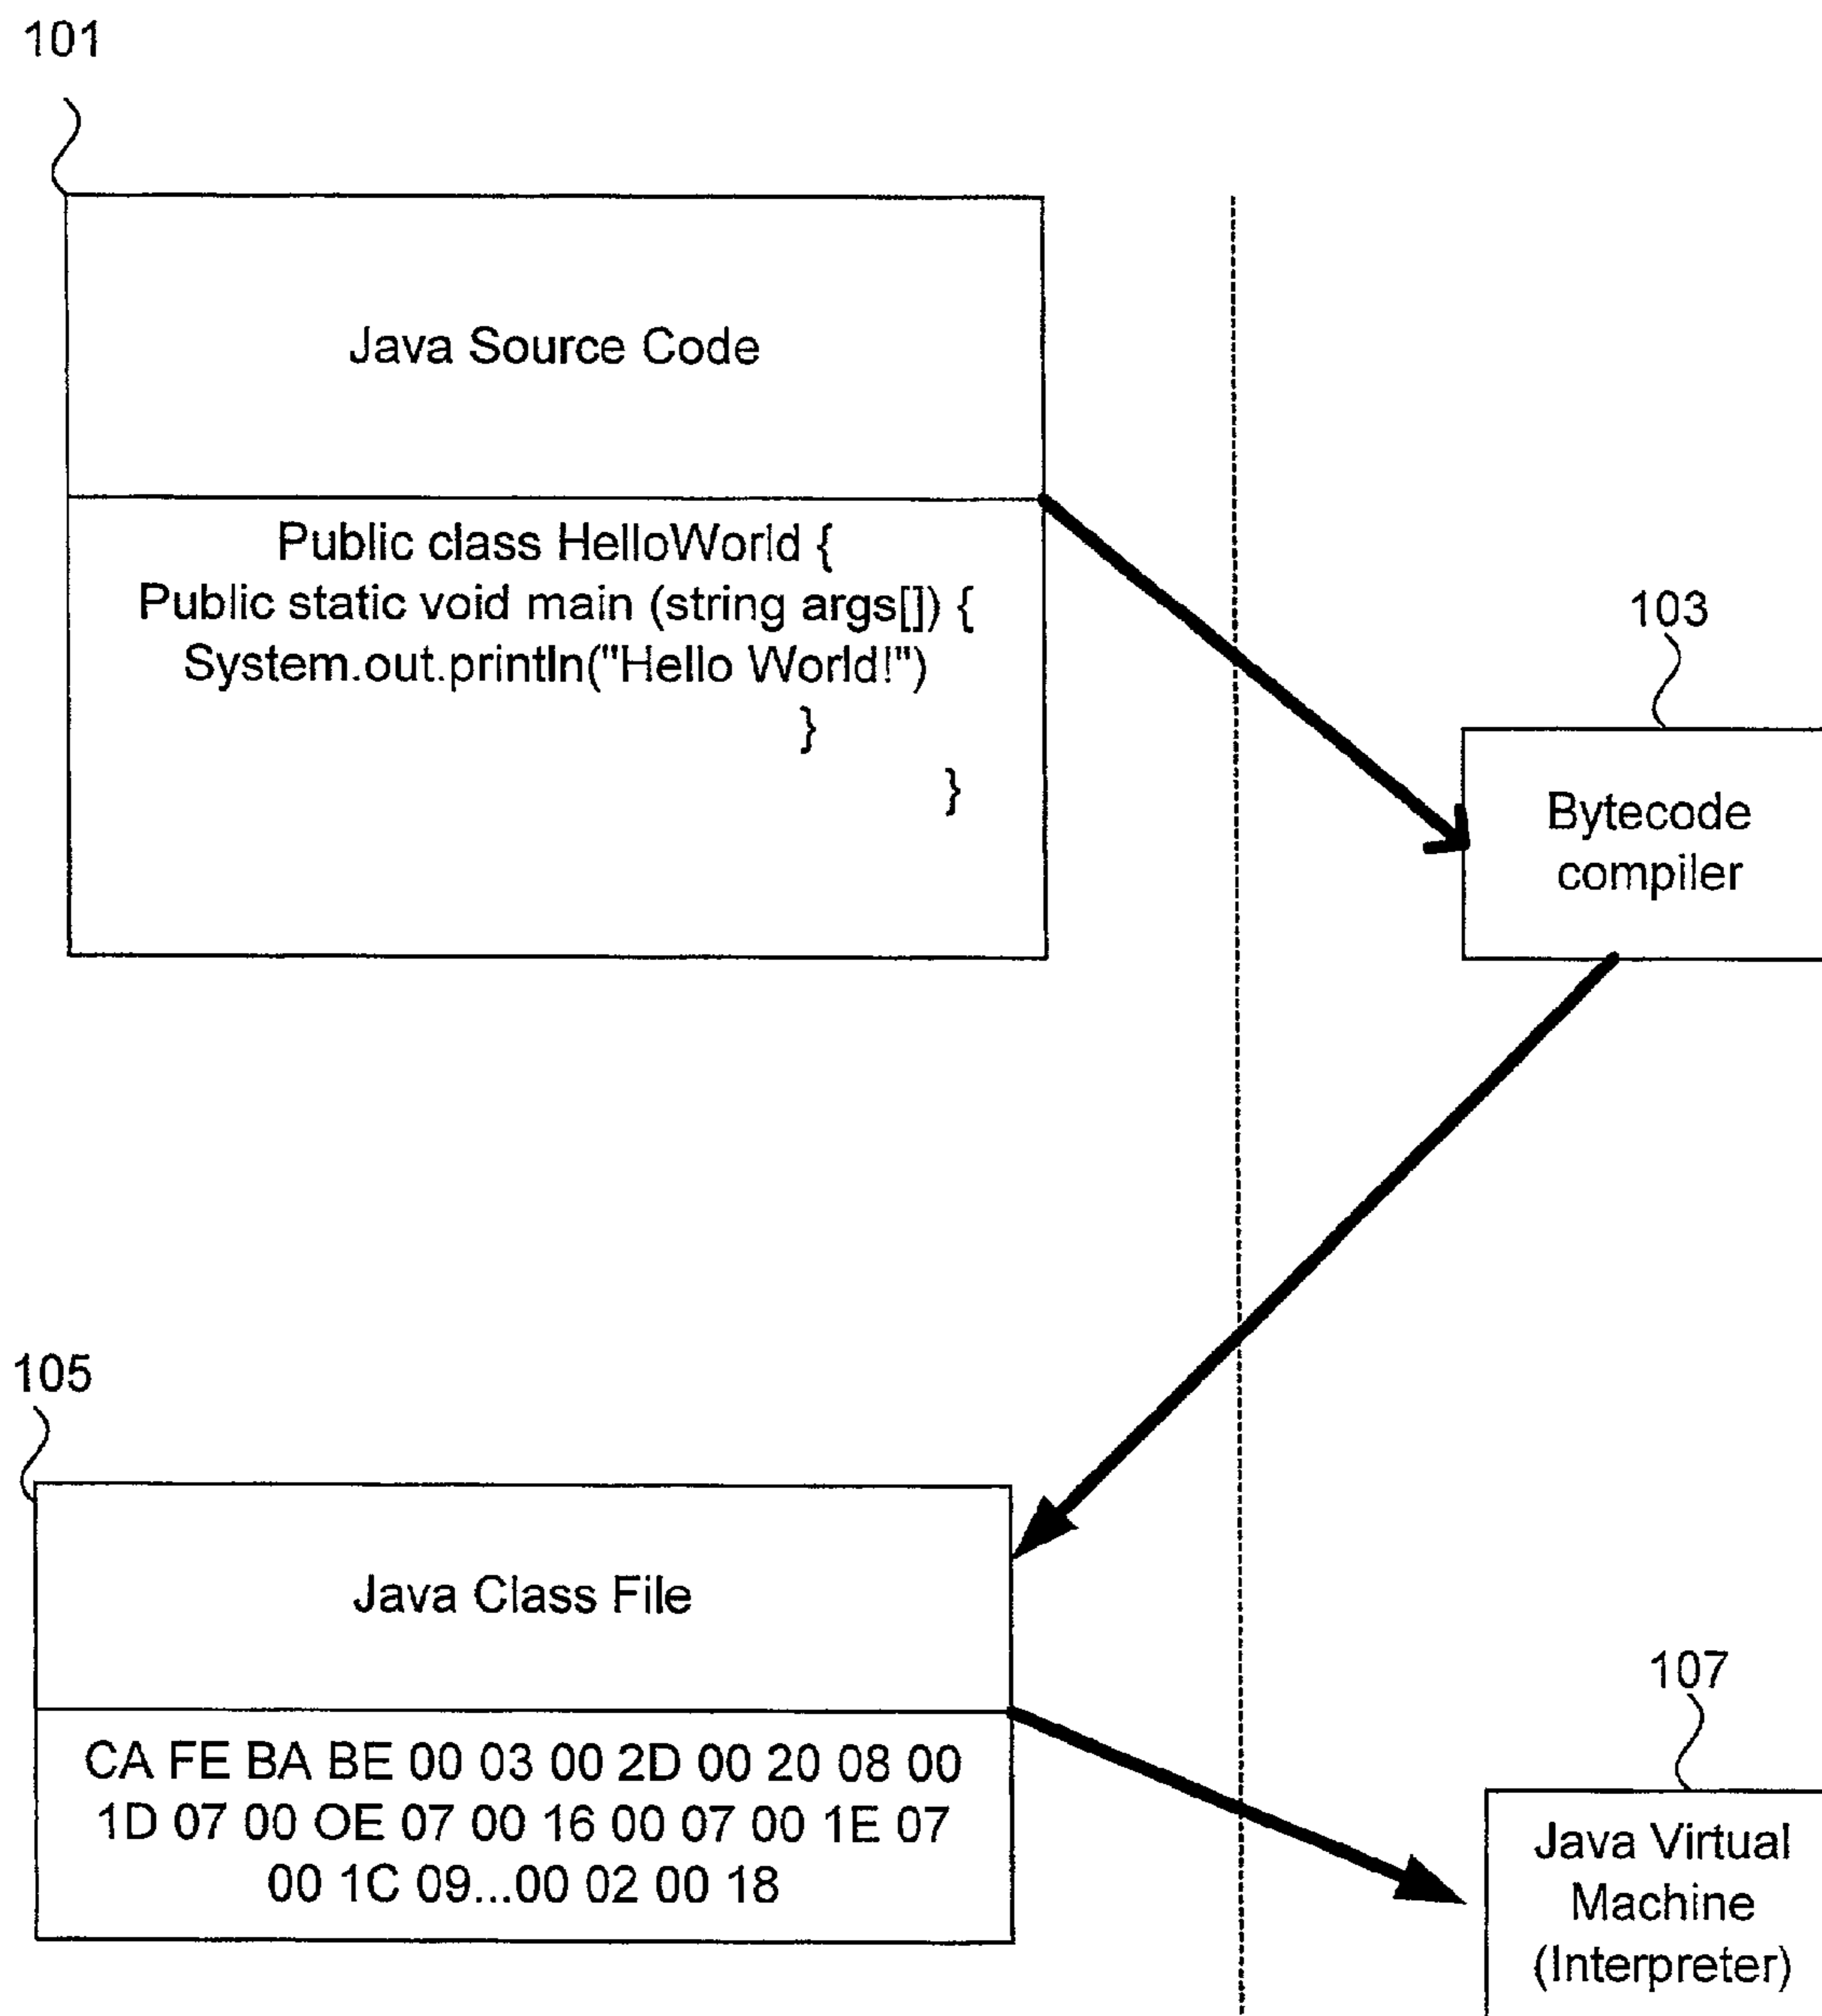 101
Java Source Code
Public class HelloWorld {
Public static void main (string args[]) {
System.out.println("Hello World!")
}
}
103
Bytecode
compiler
105
Java Class File
CA FE BA BE 00 03 00 2D 00 20 08 00
1D 07 00 OE 07 00 16 00 07 00 1E 07
00 1C 09...00 02 00 18
107
Java Virtual
Machine
(Interpreter)